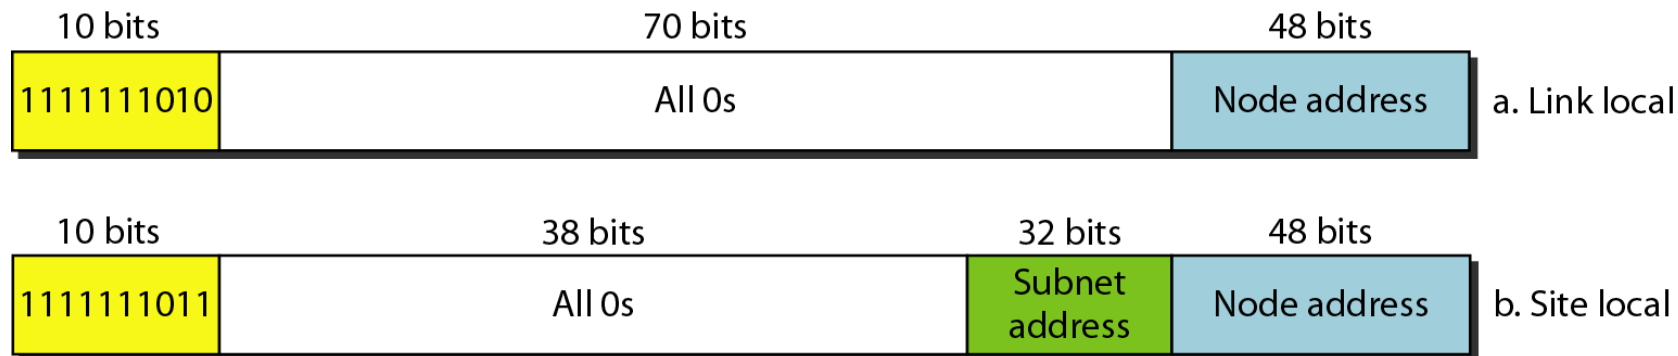 10 bits 70 bits 48 bits
1111111010 All 0s Node address a. Link local
10 bits 38 bits 32 bits 48 bits
1111111011 All 0s Subnet address Node address b. Site local